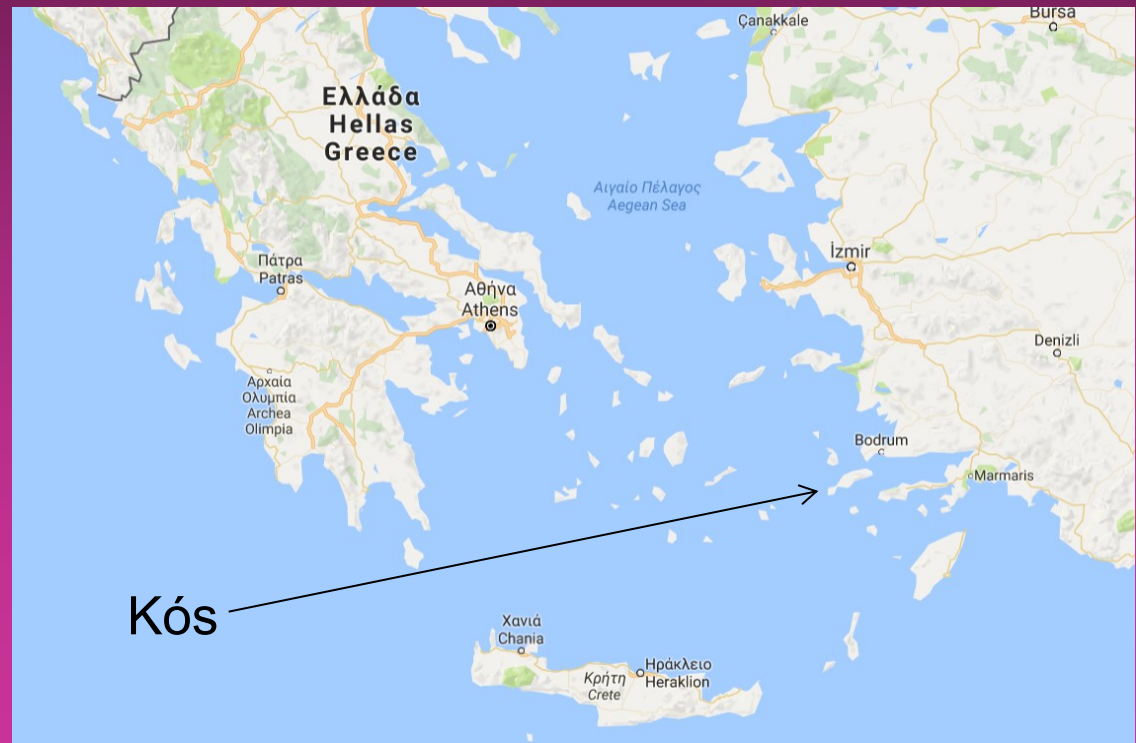 Çanakkale
Bursa
Ελλάδα
Hellas
Greece
Αιγαίο Πέλαγος
Aegean Sea
İzmir
Πάτρα
Patras
Αθήνα
Athens
Denizli
Αρχαία
Ολυμπία
Archea
Olimpia
Bodrum
Marmaris
Kós
Χανιά
Chania
Ηράκλειο
Heraklion
Κρήτη
Crete